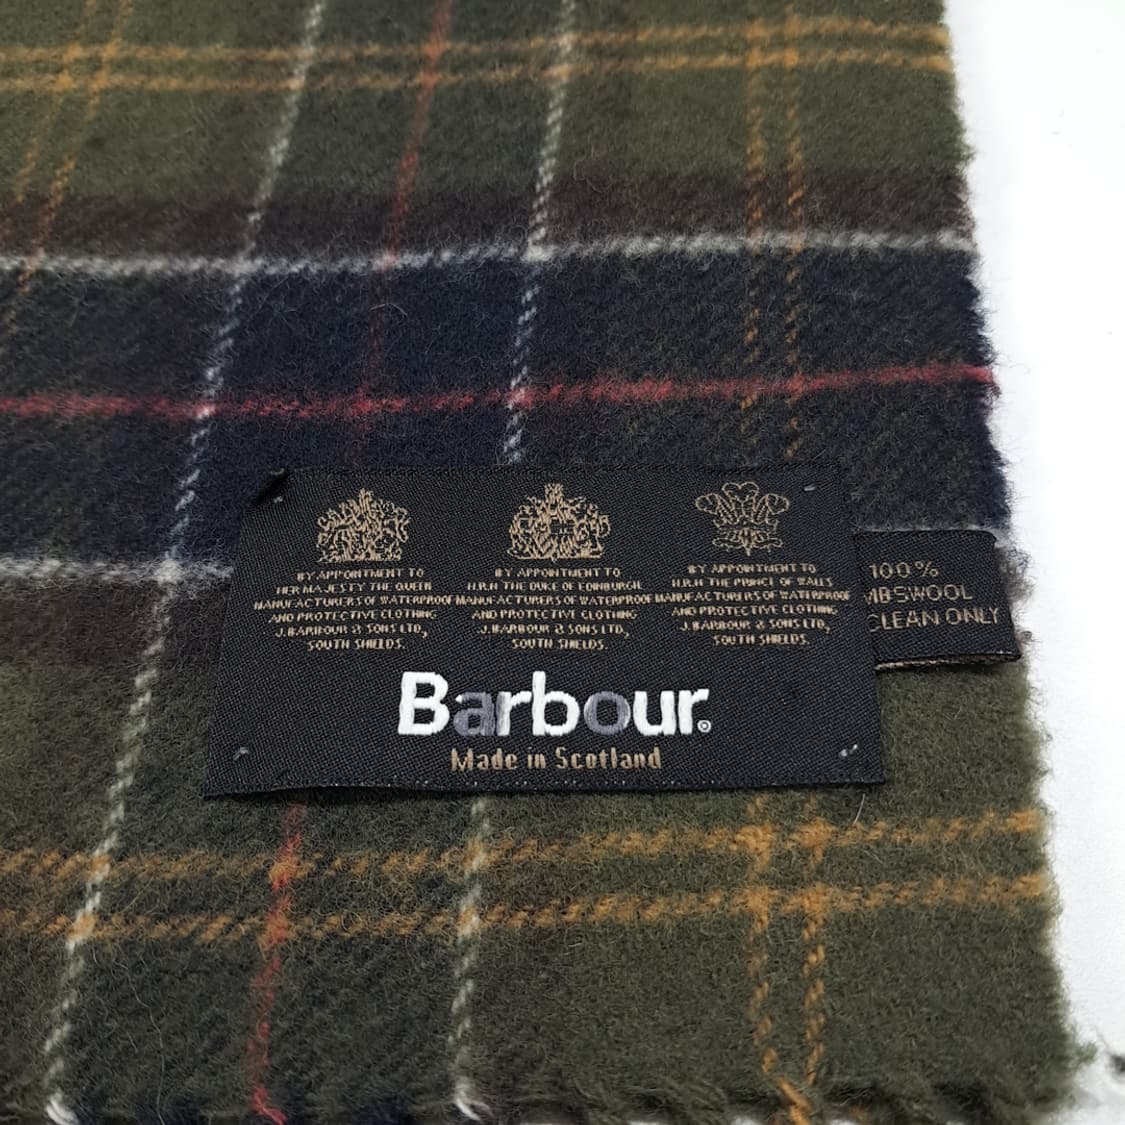 BY APPOINTMENT TO
HER MAJESTY THE QUEEN
MANUFACTURERS OF WATERPROOF
AND PROTECTIVE CLOTHING
J. BARBOUR & SONS LTD,
SOUTH SHIELDS.
BY APPOINTMENT TO
H.R.H THE DUKE OF EDINBURGH
MANUFACTURERS OF WATERPROOF
AND PROTECTIVE CLOTHING
J. BARBOUR & SONS LTD,
SOUTH SHIELDS.
BY APPOINTMENT TO
H.R.H THE PRINCE OF WALES
MANUFACTURERS OF WATERPROOF
AND PROTECTIVE CLOTHING
J. BARBOUR & SONS LTD,
SOUTH SHIELDS.
Barbour®
Made in Scotland
100%
MBSWOOL
CLEAN ONLY